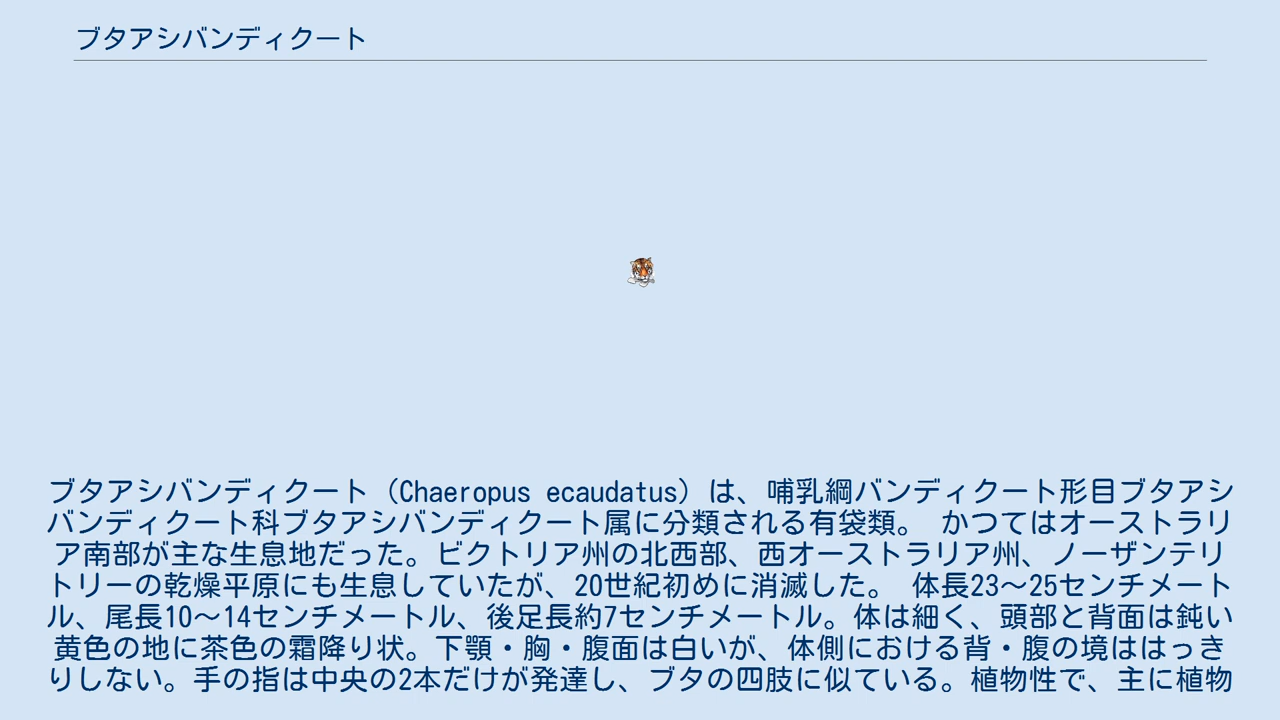 ブタアシバンディクート
ブタアシバンディクート（Chaeropus ecaudatus）は、哺乳綱バンディクート形目ブタアシ
バンディクート科ブタアシバンディクート属に分類される有袋類。 かつてはオーストラリ
ア南部が主な生息地だった。ビクトリア州の北西部、西オーストラリア州、ノーザンテリ
トリーの乾燥平原にも生息していたが、20世紀初めに消滅した。 体長23〜25センチメート
ル、尾長10〜14センチメートル、後足長約7センチメートル。体は細く、頭部と背面は鈍い
黄色の地に茶色の霜降り状。下顎・胸・腹面は白いが、体側における背・腹の境ははっき
りしない。手の指は中央の2本だけが発達し、ブタの四肢に似ている。植物性で、主に植物